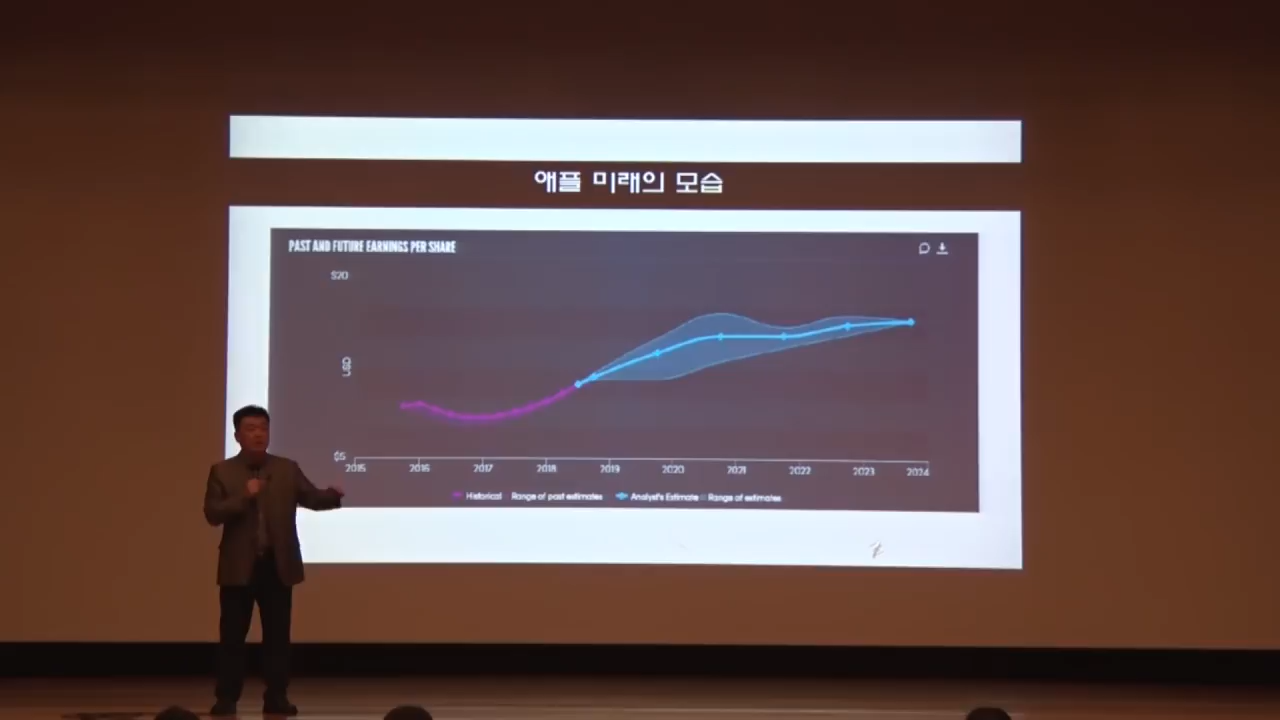 애플 미래의 모습
PAST AND FUTURE EARNINGS PER SHARE
$20
USD
$5
2015 2016 2017 2018 2019 2020 2021 2022 2023 2024
Historical Range of past estimates Analyst's Estimate Range of estimates